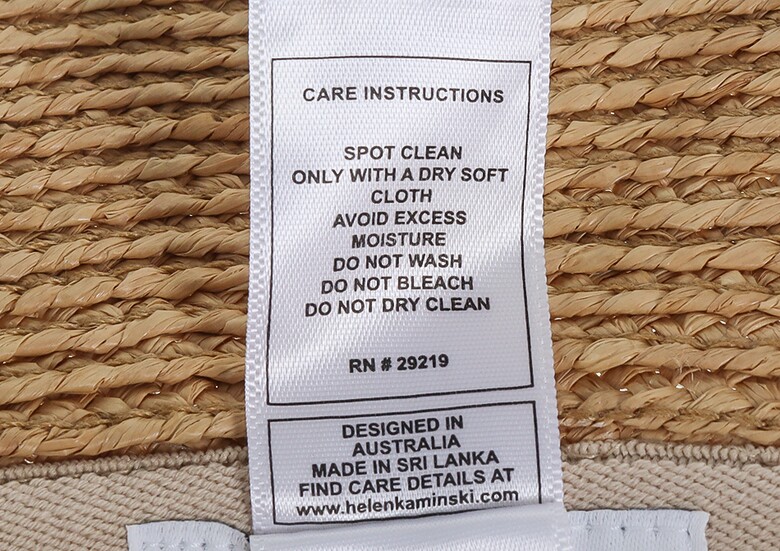 CARE INSTRUCTIONS
SPOT CLEAN
ONLY WITH A DRY SOFT
CLOTH
AVOID EXCESS
MOISTURE
DO NOT WASH
DO NOT BLEACH
DO NOT DRY CLEAN
RN # 29219
DESIGNED IN
AUSTRALIA
MADE IN SRI LANKA
FIND CARE DETAILS AT
www.helenkaminski.com